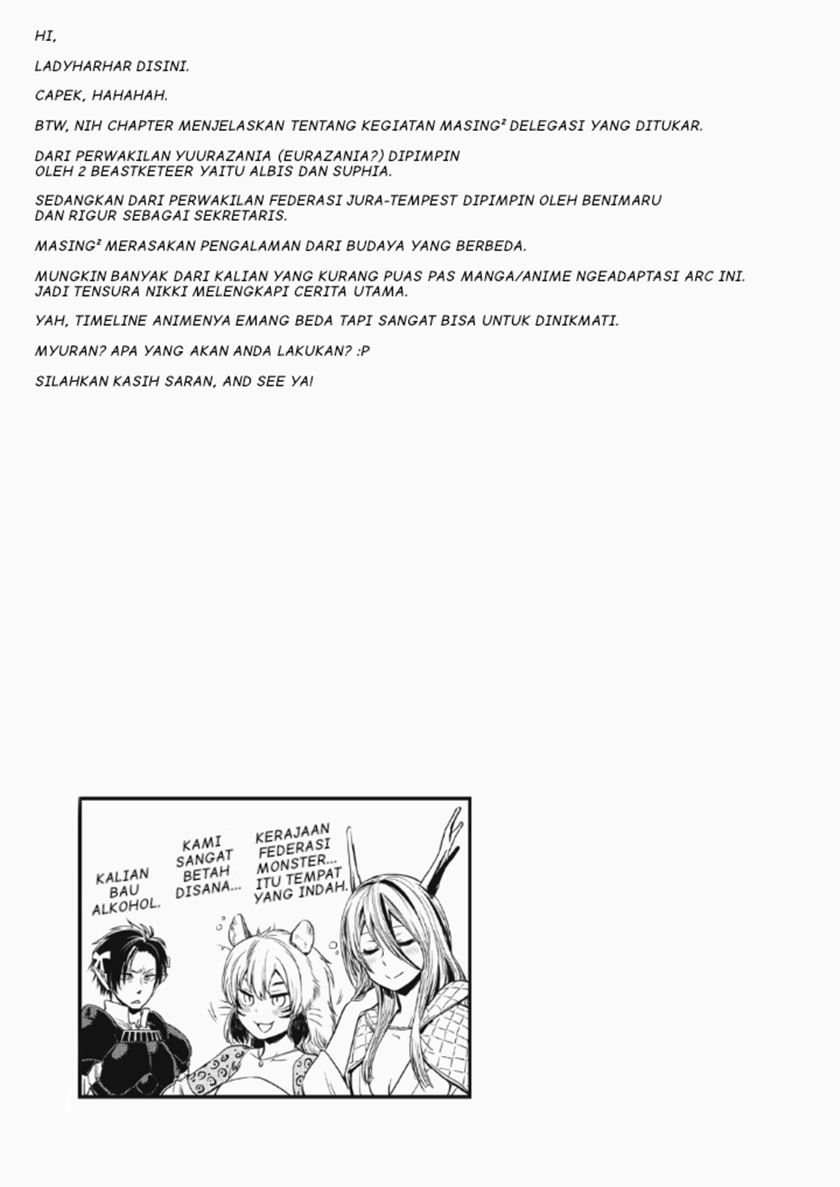 HI,
LADYHARHAR DISINI.
CAPEK, HAHAHAH.
BTW, NIH CHAPTER MENJELASKAN TENTANG KEGIATAN MASING² DELEGASI YANG DITUKAR.
DARI PERWAKILAN YUURAZANIA (EURAZANIA?) DIPIMPIN
OLEH 2 BEASTKETEER YAITU ALBIS DAN SUPHIA.
SEDANGKAN DARI PERWAKILAN FEDERASI JURA-TEMPEST DIPIMPIN OLEH BENIMARU
DAN RIGUR SEBAGAI SEKRETARIS.
MASING² MERASAKAN PENGALAMAN DARI BUDAYA YANG BERBEDA.
MUNGKIN BANYAK DARI KALIAN YANG KURANG PUAS PAS MANGA/ANIME NGEADAPTASI ARC INI.
JADI TENSURA NIKKI MELENGKAPI CERITA UTAMA.
YAH, TIMELINE ANIMENYA EMANG BEDA TAPI SANGAT BISA UNTUK DINIKMATI.
MYURAN? APA YANG AKAN ANDA LAKUKAN? :P
SILAHKAN KASIH SARAN, AND SEE YA!
KERAJAAN
FEDERASI
MONSTER...
ITU TEMPAT
YANG INDAH.
KAMI
SANGAT
BETAH
DISANA...
KALIAN
BAU
ALKOHOL.